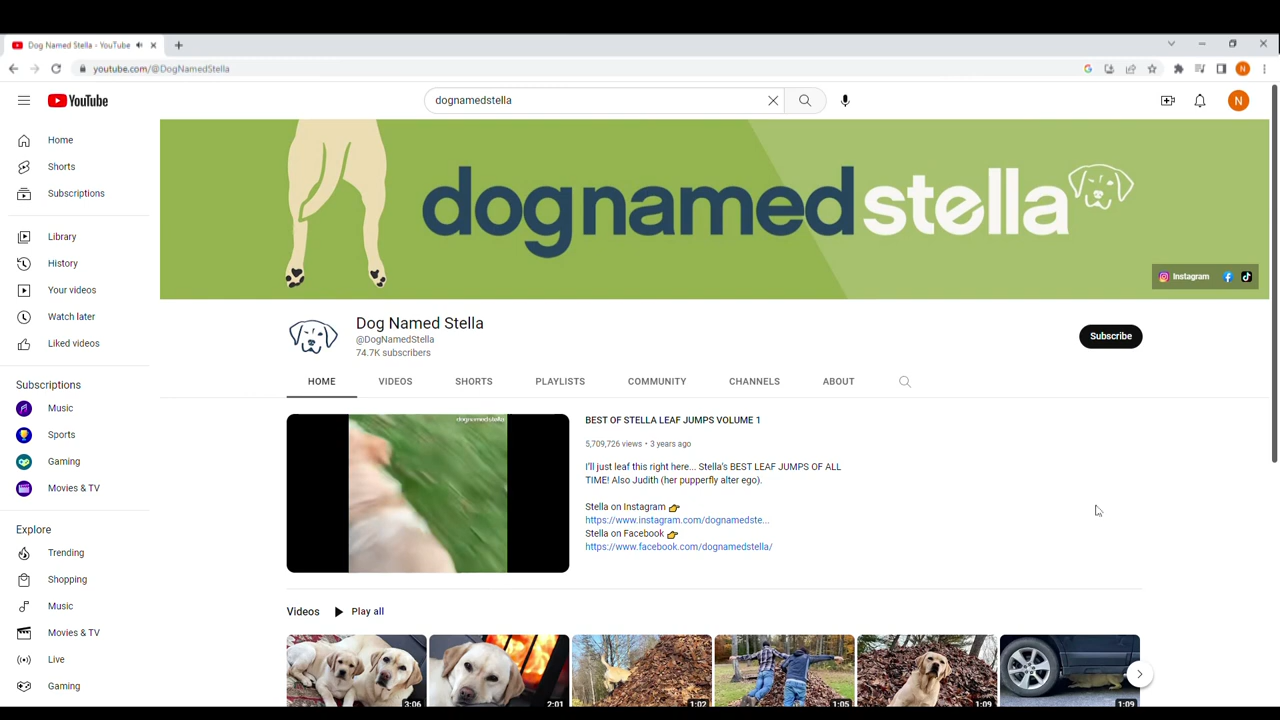 Dog Named Stella - YouTube
youtube.com/@DogNamedStella
N
YouTube
dognamedstella
N
Home
Shorts
Subscriptions
Library
History
Your videos
Watch later
Liked videos
Subscriptions
Music
Sports
Gaming
Movies & TV
Explore
Trending
Shopping
Music
Movies & TV
Live
Gaming
dognamedstella
Instagram
Dog Named Stella
@DogNamedStella
74.7K subscribers
Subscribe
HOME VIDEOS SHORTS PLAYLISTS COMMUNITY CHANNELS ABOUT
dognamedstella
BEST OF STELLA LEAF JUMPS VOLUME 1
5,709,726 views • 3 years ago
I'll just leaf this right here... Stella's BEST LEAF JUMPS OF ALL
TIME! Also Judith (her pupperfly alter ego).
Stella on Instagram 👉
https://www.instagram.com/dognamedste...
Stella on Facebook 👉
https://www.facebook.com/dognamedstella/
Videos Play all
3:06 2:01 1:02 1:05 1:09 1:09